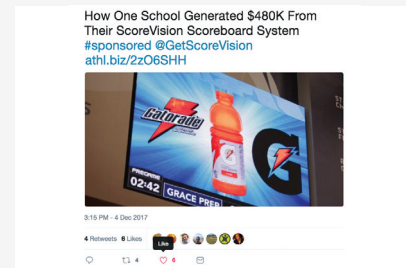 How One School Generated $480K From
Their ScoreVision Scoreboard System
#sponsored @GetScoreVision
athl.biz/2zO6SHH
Gatorade
G
PREGAME
02:42
GRACE PREP
3:15 PM - 4 Dec 2017
4 Retweets 6 Likes
Like
4
6